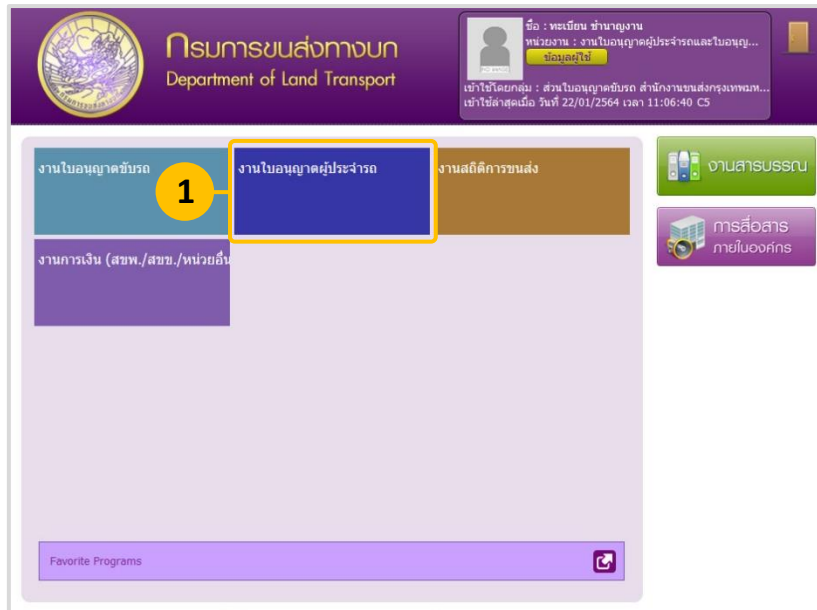 กรมการขนส่งทางบก
Department of Land Transport
ชื่อ : ทะเบียน ชำนาญงาน
หน่วยงาน : งานใบอนุญาตผู้ประจำรถและใบอนุญ...
ข้อมูลผู้ใช้
เข้าใช้โดยกลุ่ม : ส่วนใบอนุญาตขับรถ สำนักงานขนส่งกรุงเทพมห...
เข้าใช้ล่าสุดเมื่อ วันที่ 22/01/2564 เวลา 11:06:40 C5
งานใบอนุญาตขับรถ
1
งานใบอนุญาตผู้ประจำรถ
งานสถิติการขนส่ง
งานสารบรรณ
การสื่อสาร
ภายในองค์กร
งานการเงิน (สขพ./สขข./หน่วยอื่น
Favorite Programs